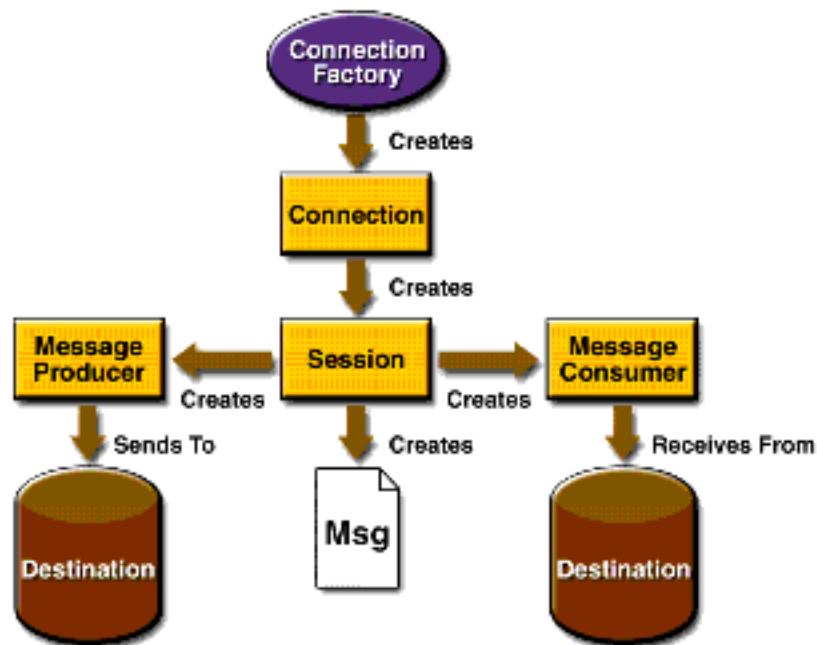 Connection
Factory
Creates
Connection
Creates
Message
Producer
Session
Message
Consumer
Creates
Creates
Sends To
Creates
Receives From
Msg
Destination
Destination